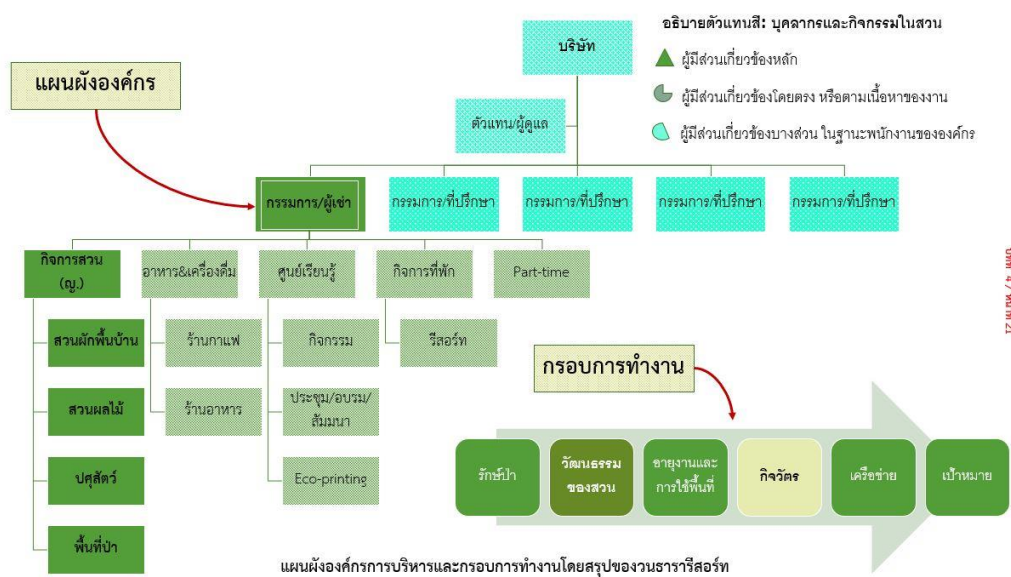 อธิบายตัวแทนสี: บุคลากรและกิจกรรมในสวน
ผู้มีส่วนเกี่ยวข้องหลัก
ผู้มีส่วนเกี่ยวข้องโดยตรง หรือตามเนื้อหาของงาน
ผู้มีส่วนเกี่ยวข้องบางส่วน ในฐานะพนักงานขององค์กร
แผนผังองค์กร
บริษัท
ตัวแทน/ผู้ดูแล
กรรมการ/ผู้เช่า
กรรมการ/ที่ปรึกษา
กรรมการ/ที่ปรึกษา
กรรมการ/ที่ปรึกษา
กรรมการ/ที่ปรึกษา
กิจการสวน
(ญ.)
อาหาร&เครื่องดื่ม
ศูนย์เรียนรู้
กิจการที่พัก
Part-time
สวนผักพื้นบ้าน
ร้านกาแฟ
กิจกรรม
รีสอร์ท
สวนผลไม้
ร้านอาหาร
ประชุม/อบรม/
สัมมนา
ปศุสัตว์
Eco-printing
พื้นที่ป่า
กรอบการทำงาน
รักษ์ป่า
วัฒนธรรม
ของสวน
อายุงานและ
การใช้พื้นที่
กิจวัตร
เครือข่าย
เป้าหมาย
แผนผังองค์กรการบริหารและกรอบการทำงานโดยสรุปของวนธารารีสอร์ท